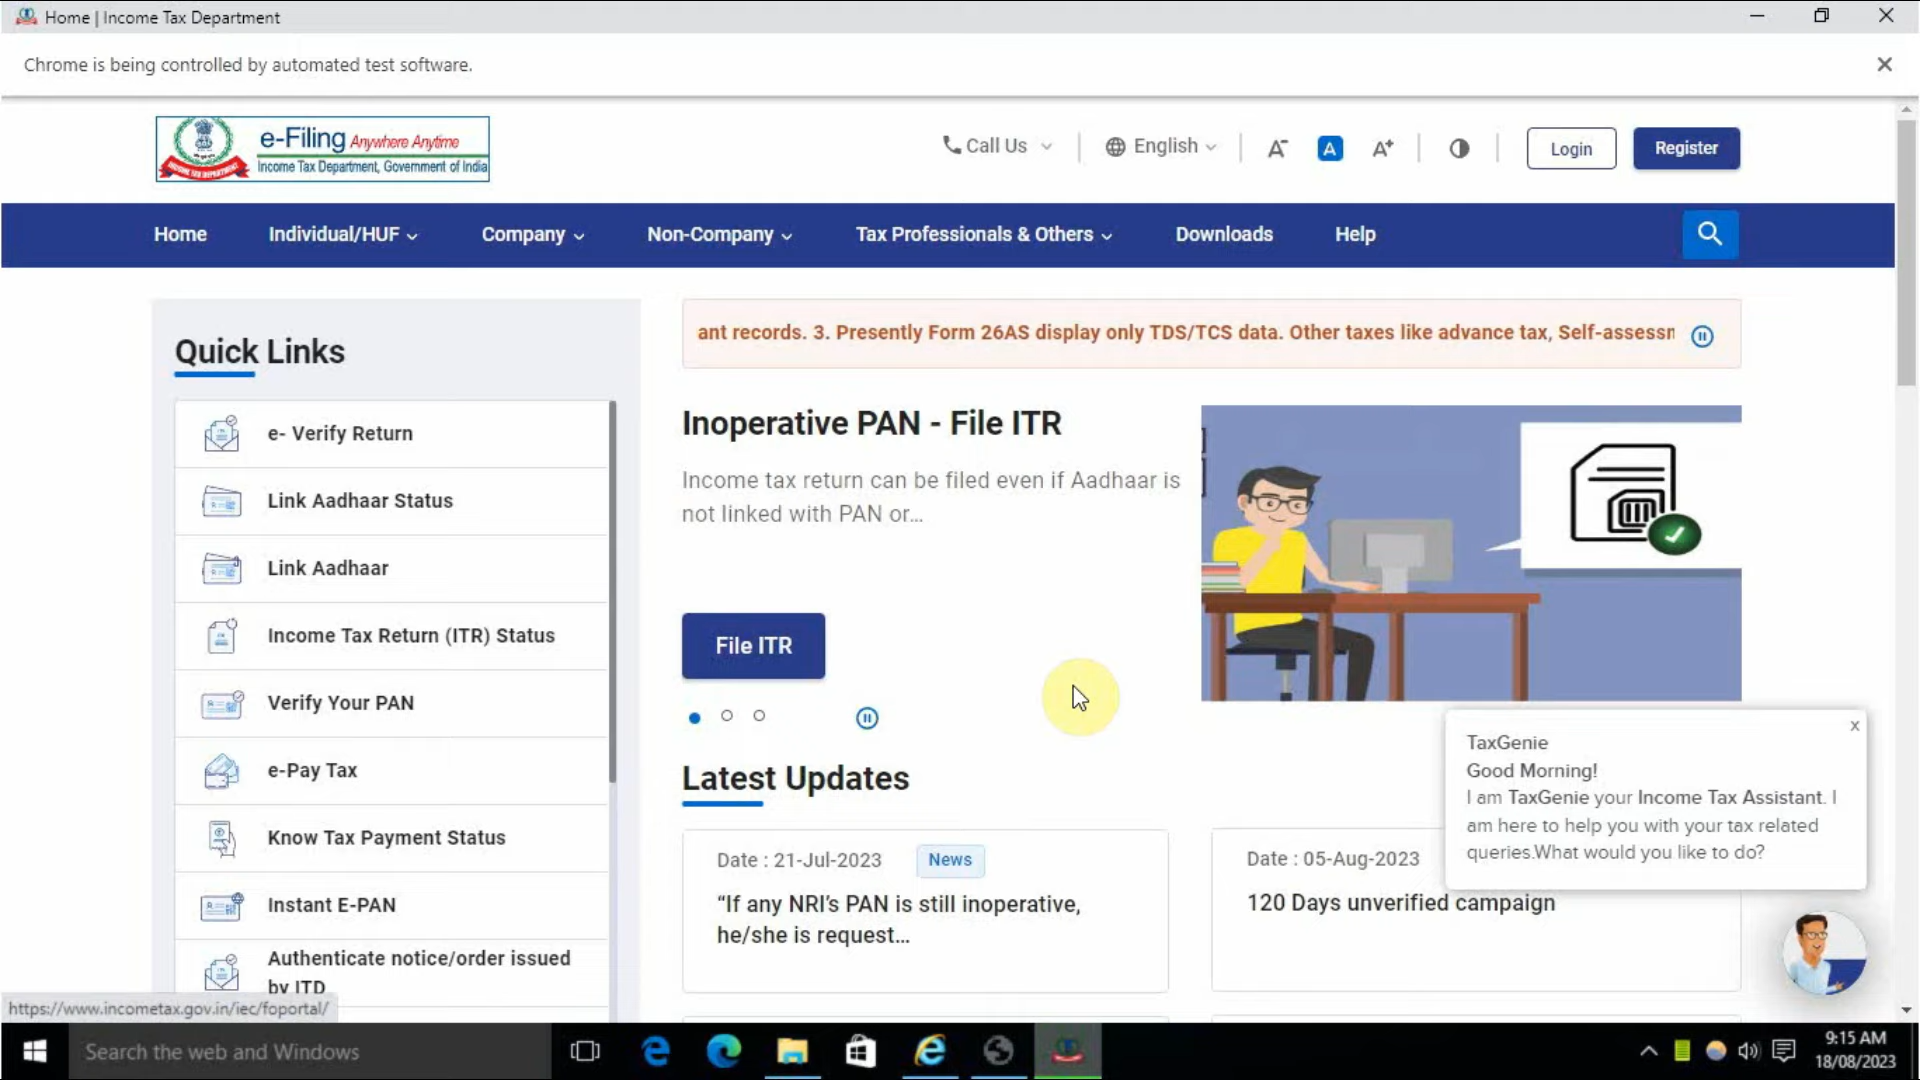 Home | Income Tax Department
Chrome is being controlled by automated test software.
e-Filing Anywhere Anytime
Income Tax Department, Government of India
Call Us
English
A-
A
A+
Login
Register
Home
Individual/HUF
Company
Non-Company
Tax Professionals & Others
Downloads
Help
Quick Links
e- Verify Return
Link Aadhaar Status
Link Aadhaar
Income Tax Return (ITR) Status
Verify Your PAN
e-Pay Tax
Know Tax Payment Status
Instant E-PAN
Authenticate notice/order issued
by ITD
ant records. 3. Presently Form 26AS display only TDS/TCS data. Other taxes like advance tax, Self-assessn
Inoperative PAN - File ITR
Income tax return can be filed even if Aadhaar is
not linked with PAN or...
File ITR
Latest Updates
Date : 21-Jul-2023
News
“If any NRI’s PAN is still inoperative,
he/she is request...
Date : 05-Aug-2023
120 Days unverified campaign
x
TaxGenie
Good Morning!
I am TaxGenie your Income Tax Assistant. I
am here to help you with your tax related
queries.What would you like to do?
https://www.incometax.gov.in/iec/foportal/
Search the web and Windows
9:15 AM
18/08/2023